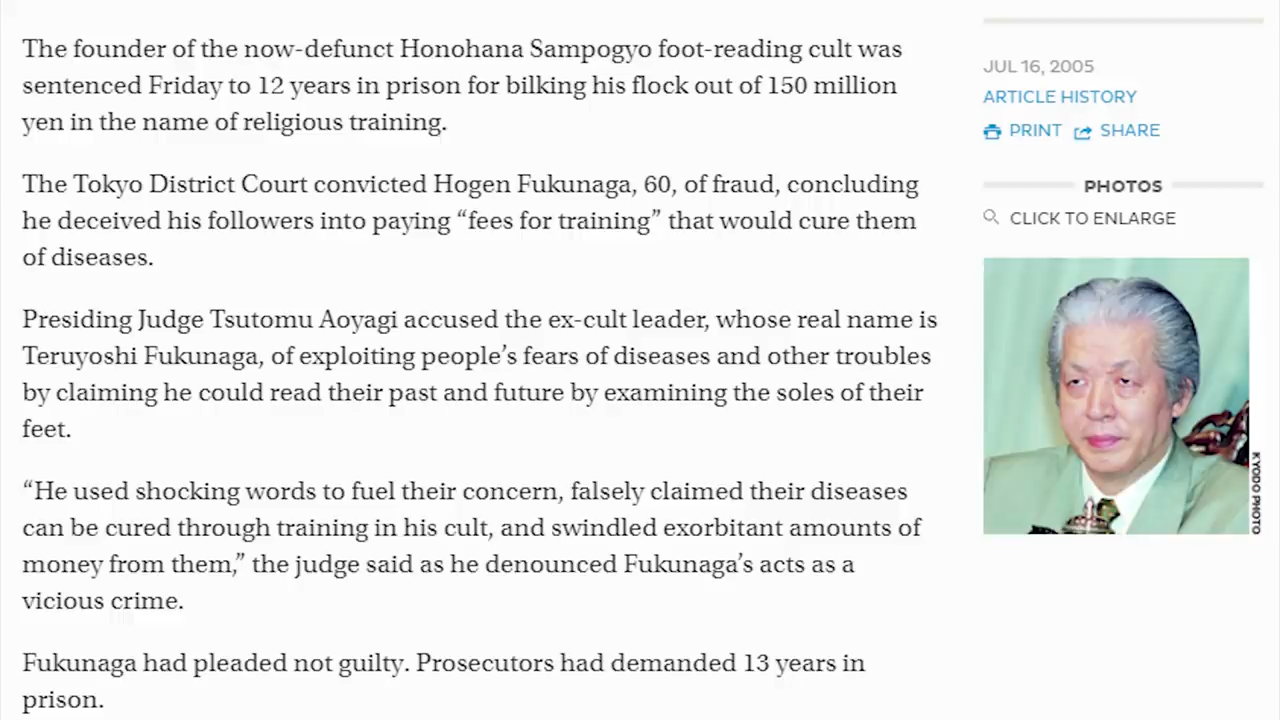 The founder of the now-defunct Honohana Sampogyo foot-reading cult was
sentenced Friday to 12 years in prison for bilking his flock out of 150 million
yen in the name of religious training.
The Tokyo District Court convicted Hogen Fukunaga, 60, of fraud, concluding
he deceived his followers into paying “fees for training” that would cure them
of diseases.
Presiding Judge Tsutomu Aoyagi accused the ex-cult leader, whose real name is
Teruyoshi Fukunaga, of exploiting people’s fears of diseases and other troubles
by claiming he could read their past and future by examining the soles of their
feet.
“He used shocking words to fuel their concern, falsely claimed their diseases
can be cured through training in his cult, and swindled exorbitant amounts of
money from them,” the judge said as he denounced Fukunaga’s acts as a
vicious crime.
Fukunaga had pleaded not guilty. Prosecutors had demanded 13 years in
prison.
JUL 16, 2005
ARTICLE HISTORY
PRINT SHARE
PHOTOS
CLICK TO ENLARGE
KYODO PHOTO